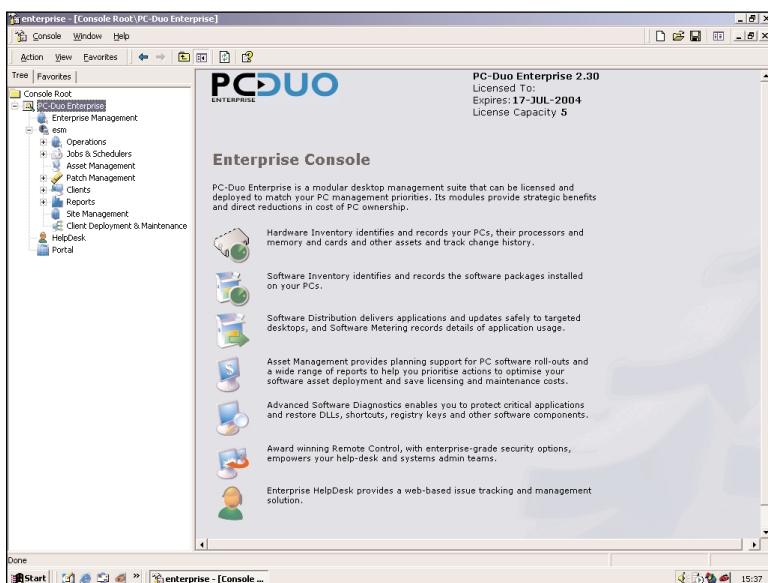 enterprise - [Console Root\PC-Duo Enterprise]
Console Window Help
Action View Favorites
Tree Favorites
Console Root
PC-Duo Enterprise
Enterprise Management
esm
Operations
Jobs & Schedulers
Asset Management
Patch Management
Clients
Reports
Site Management
Client Deployment & Maintenance
HelpDesk
Portal
PCDUO
ENTERPRISE
PC-Duo Enterprise 2.30
Licensed To:
Expires: 17-JUL-2004
License Capacity 5
Enterprise Console
PC-Duo Enterprise is a modular desktop management suite that can be licensed and
deployed to match your PC management priorities. Its modules provide strategic benefits
and direct reductions in cost of PC ownership.
Hardware Inventory identifies and records your PCs, their processors and
memory and cards and other assets and track change history.
Software Inventory identifies and records the software packages installed
on your PCs.
Software Distribution delivers applications and updates safely to targeted
desktops, and Software Metering records details of application usage.
Asset Management provides planning support for PC software roll-outs and
a wide range of reports to help you prioritise actions to optimise your
software asset deployment and save licensing and maintenance costs.
Advanced Software Diagnostics enables you to protect critical applications
and restore DLLs, shortcuts, registry keys and other software components.
Award winning Remote Control, with enterprise-grade security options,
empowers your help-desk and systems admin teams.
Enterprise HelpDesk provides a web-based issue tracking and management
solution.
Done
Start
enterprise - [Console ...
15:37